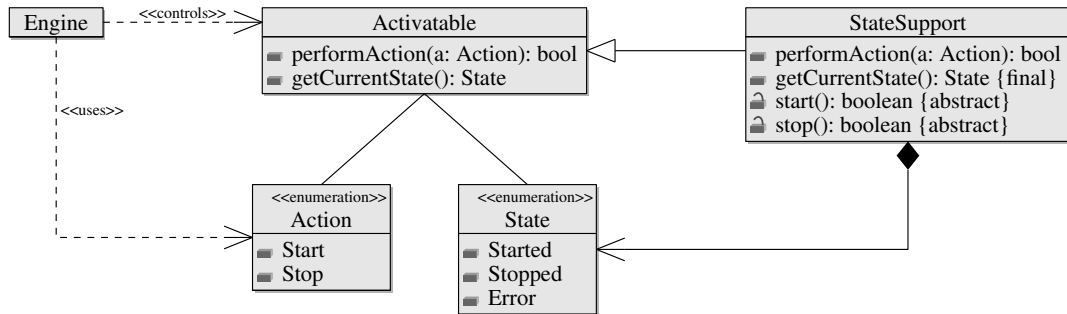 Engine
<<controls>>
<<uses>>
Activatable
performAction(a: Action): bool
getCurrentState(): State
StateSupport
performAction(a: Action): bool
getCurrentState(): State {final}
start(): boolean {abstract}
stop(): boolean {abstract}
<<enumeration>>
Action
Start
Stop
<<enumeration>>
State
Started
Stopped
Error